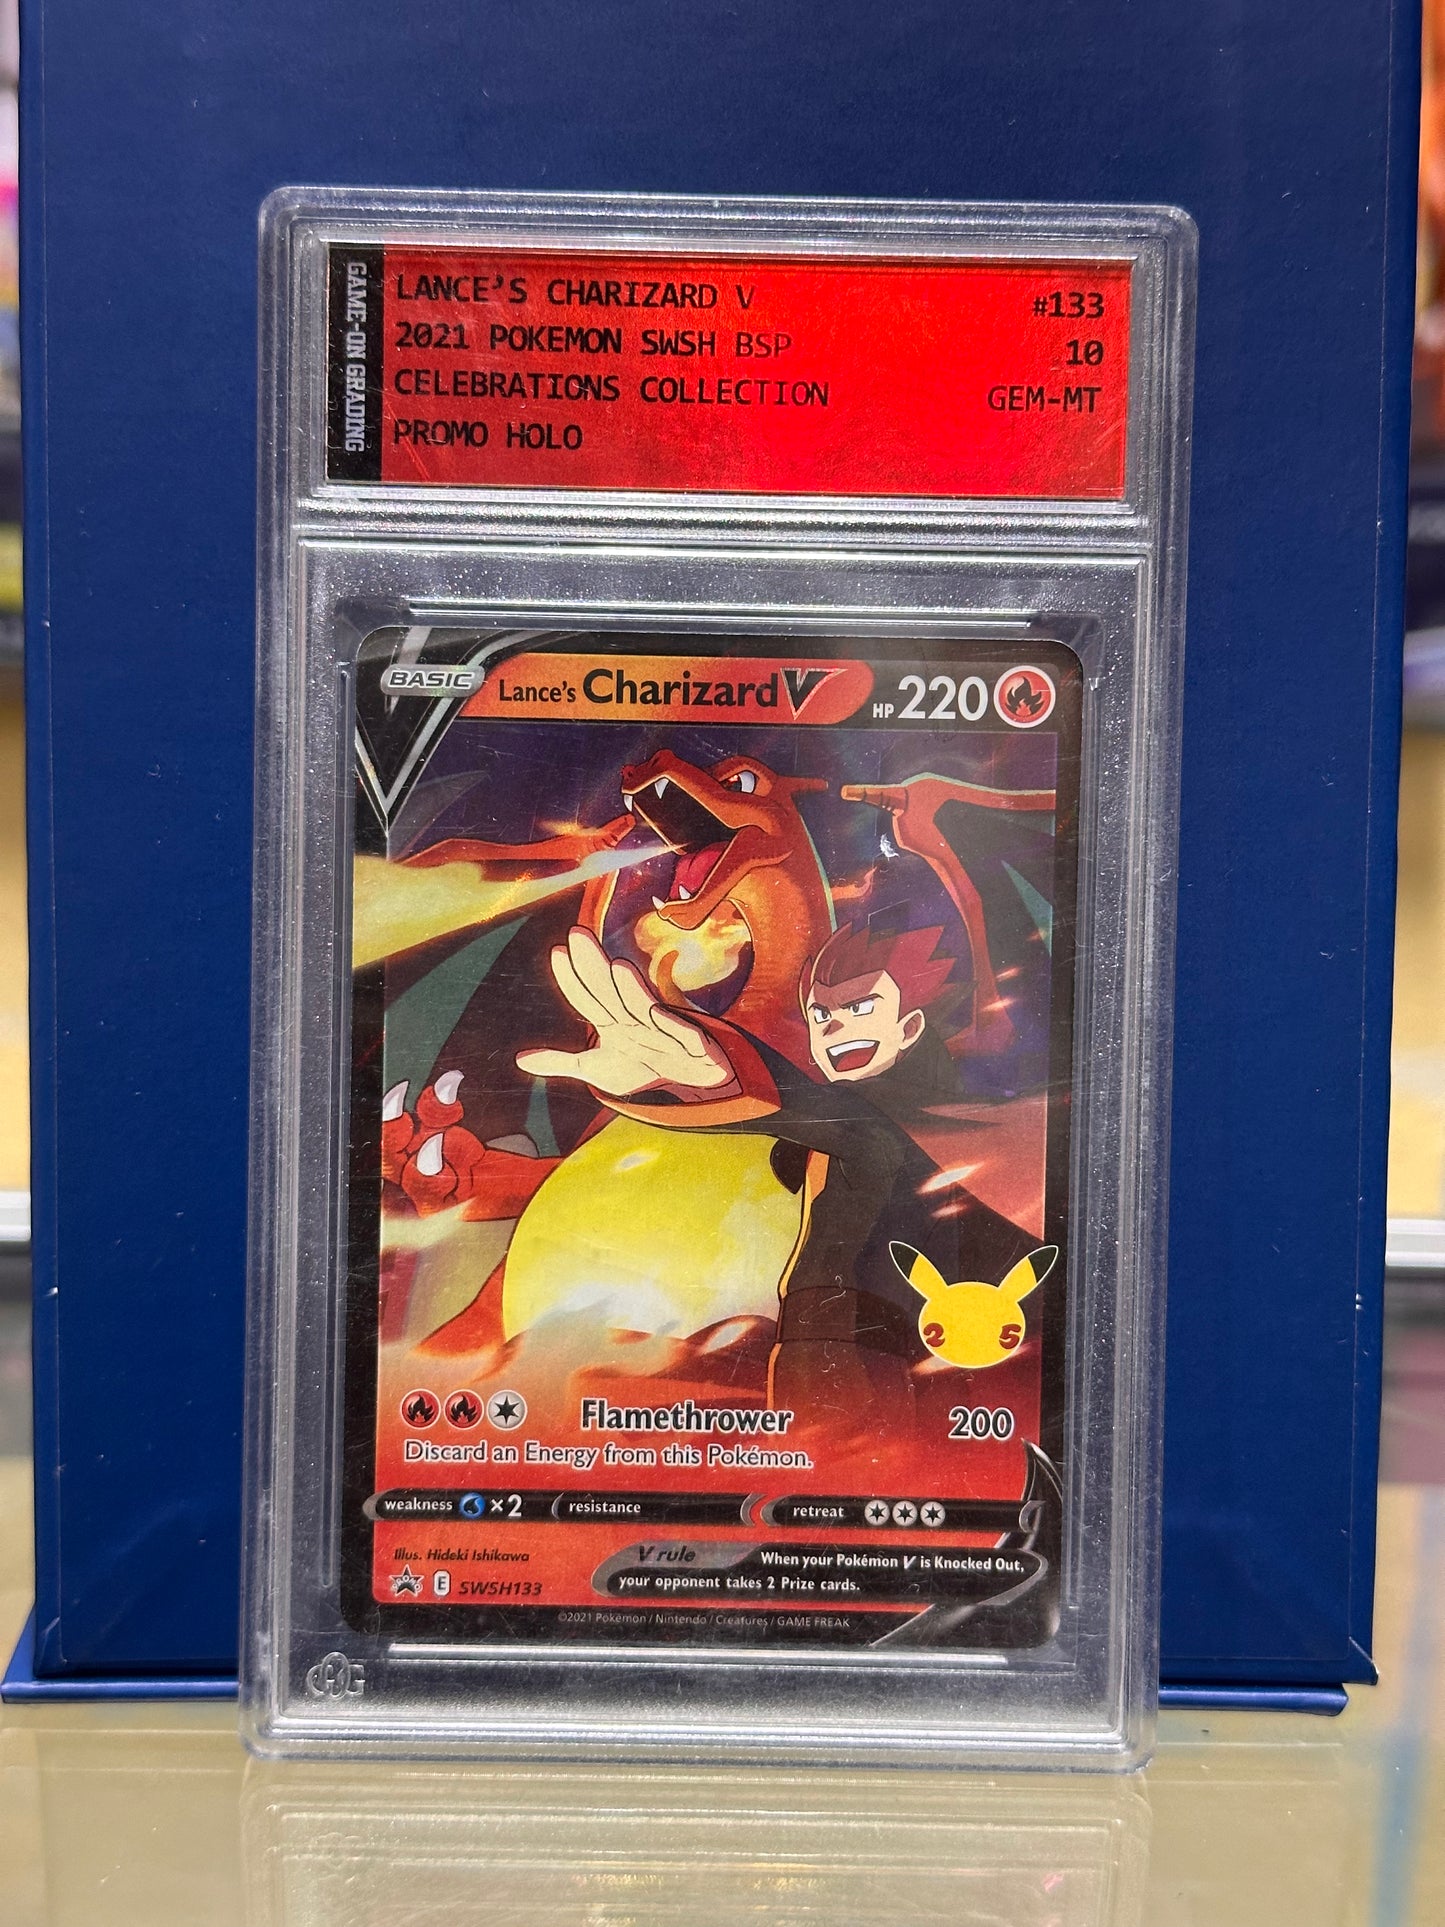 GAME-ON GRADING
LANCE'S CHARIZARD V
#133
2021 POKEMON SWSH BSP
10
CELEBRATIONS COLLECTION
GEM-MT
PROMO HOLO
BASIC
Lance's Charizard V
HP 220
25
Flamethrower 200
Discard an Energy from this Pokémon.
weakness ×2 resistance retreat
Illus. Hideki Ishikawa
V rule When your Pokémon V is Knocked Out,
your opponent takes 2 Prize cards.
PROMO E SWSH133
©2021 Pokémon / Nintendo / Creatures / GAME FREAK